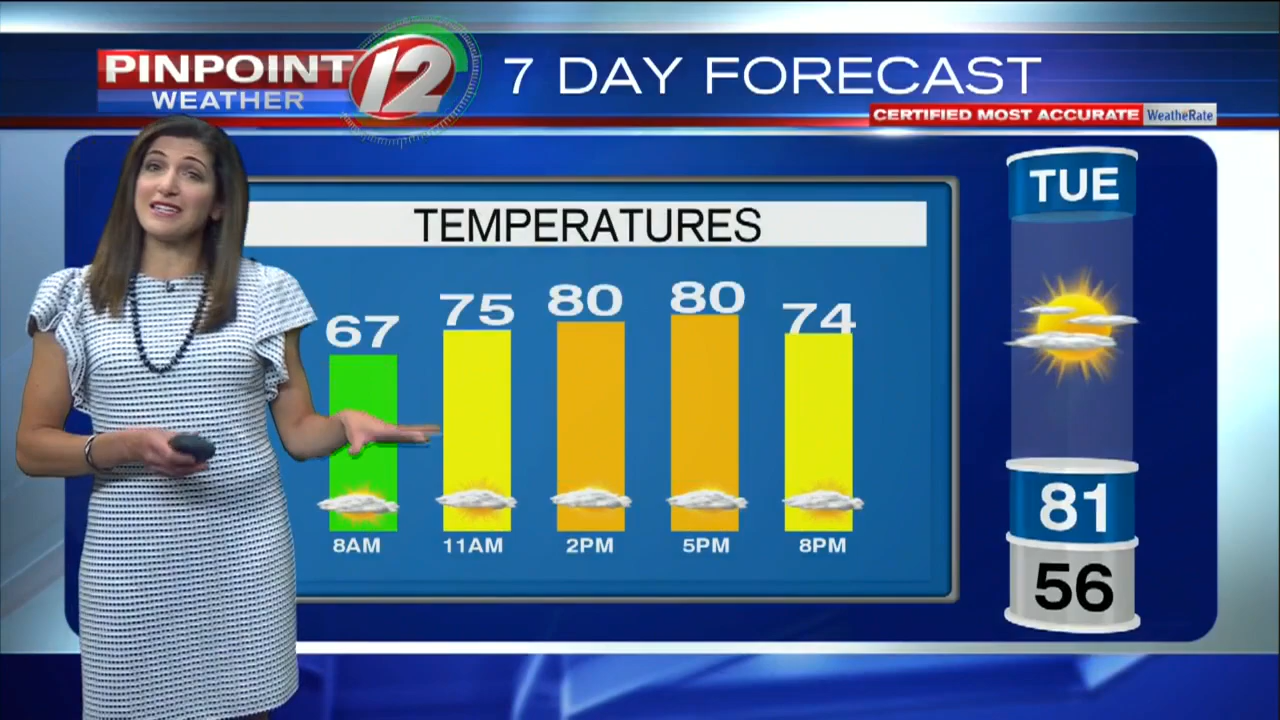 PINPOINT 12
WEATHER
7 DAY FORECAST
CERTIFIED MOST ACCURATE WeatheRate
TUE
TEMPERATURES
67 75 80 80 74
8AM 11AM 2PM 5PM 8PM
81
56